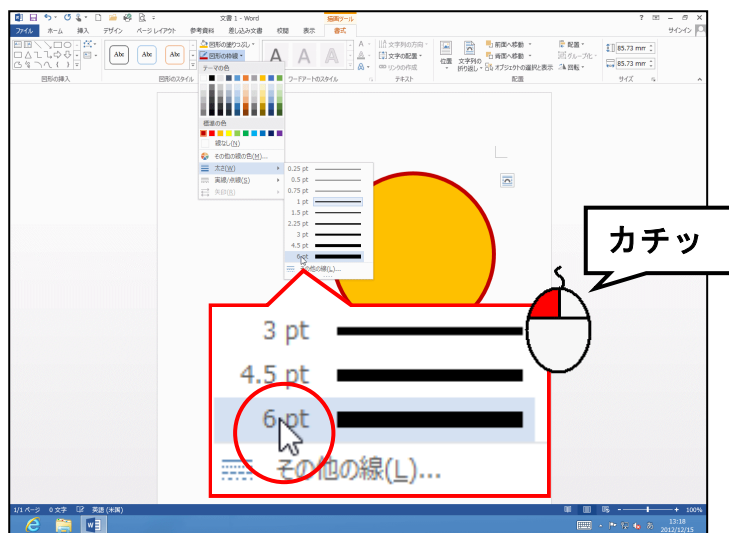 文書 1 - Word
描画ツール
ファイル ホーム 挿入 デザイン ページ レイアウト 参考資料 差し込み文書 校閲 表示 書式
サインイン
Abc Abc Abc
図形の塗りつぶし
図形の枠線
文字列の方向
文字の配置
リンクの作成
位置 文字列の折り返し
前面へ移動
背面へ移動
オブジェクトの選択と表示
配置
グループ化
回転
85.73 mm
85.73 mm
図形の挿入 図形のスタイル ワードアートのスタイル テキスト 配置 サイズ
テーマの色
標準の色
線なし(N)
その他の線の色(M)...
太さ(W)
実線/点線(S)
矢印(R)
0.25 pt
0.5 pt
0.75 pt
1 pt
1.5 pt
2.25 pt
3 pt
4.5 pt
6 pt
その他の線(L)...
カチッ
3 pt
4.5 pt
6 pt
その他の線(L)...
1/1 ページ 0 文字 英語 (米国)
100%
あ
13:18
2012/12/15